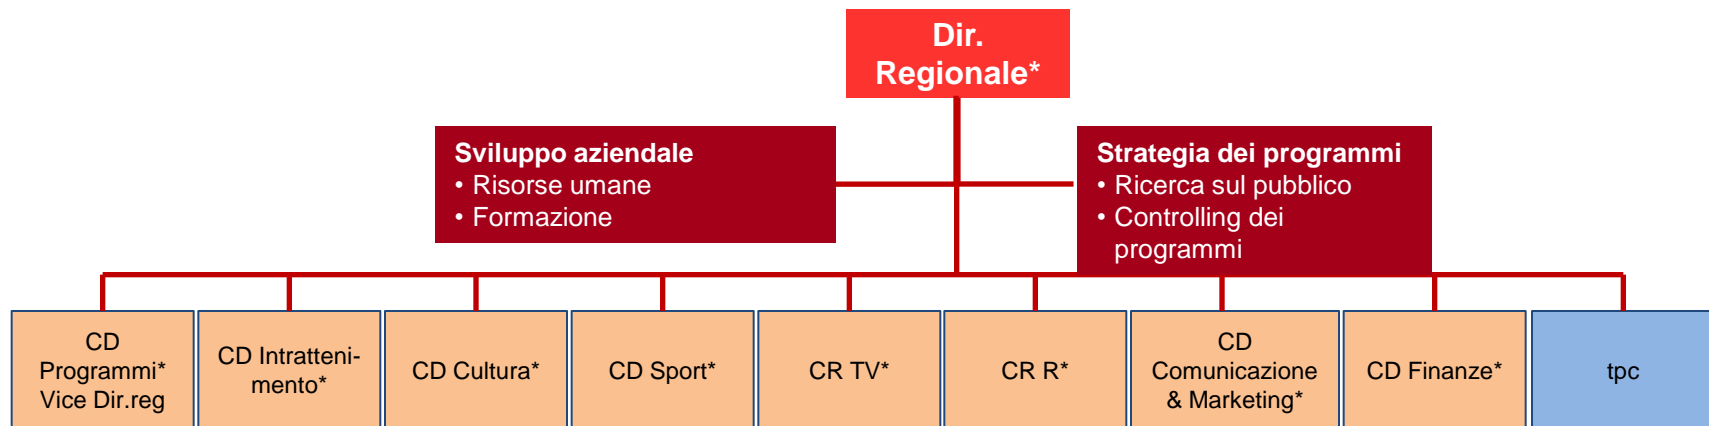 Dir.
Regionale*
Sviluppo aziendale
• Risorse umane
• Formazione
Strategia dei programmi
• Ricerca sul pubblico
• Controlling dei
programmi
CD
Programmi*
Vice Dir.reg
CD Intratteni-
mento*
CD Cultura*
CD Sport*
CR TV*
CR R*
CD
Comunicazione
& Marketing*
CD Finanze*
tpc